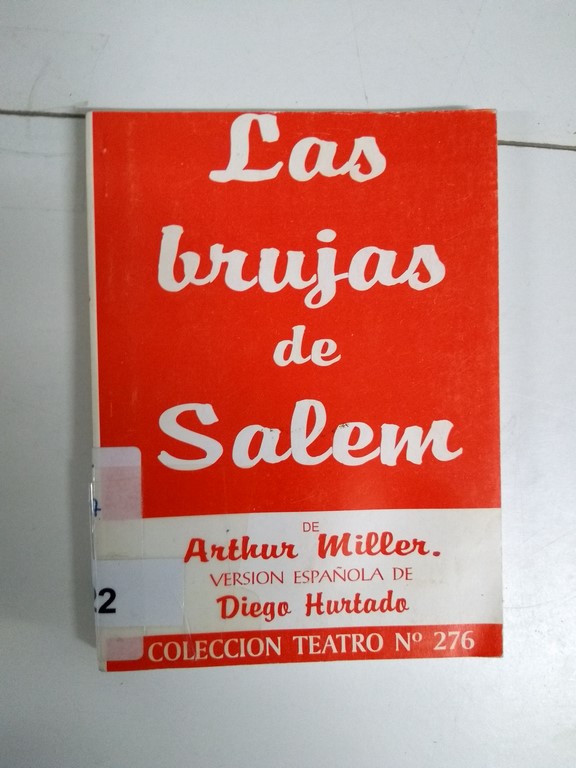 Las
brujas
de
Salem
DE
Arthur Miller.
VERSION ESPAÑOLA DE
Diego Hurtado
COLECCION TEATRO Nº 276
22